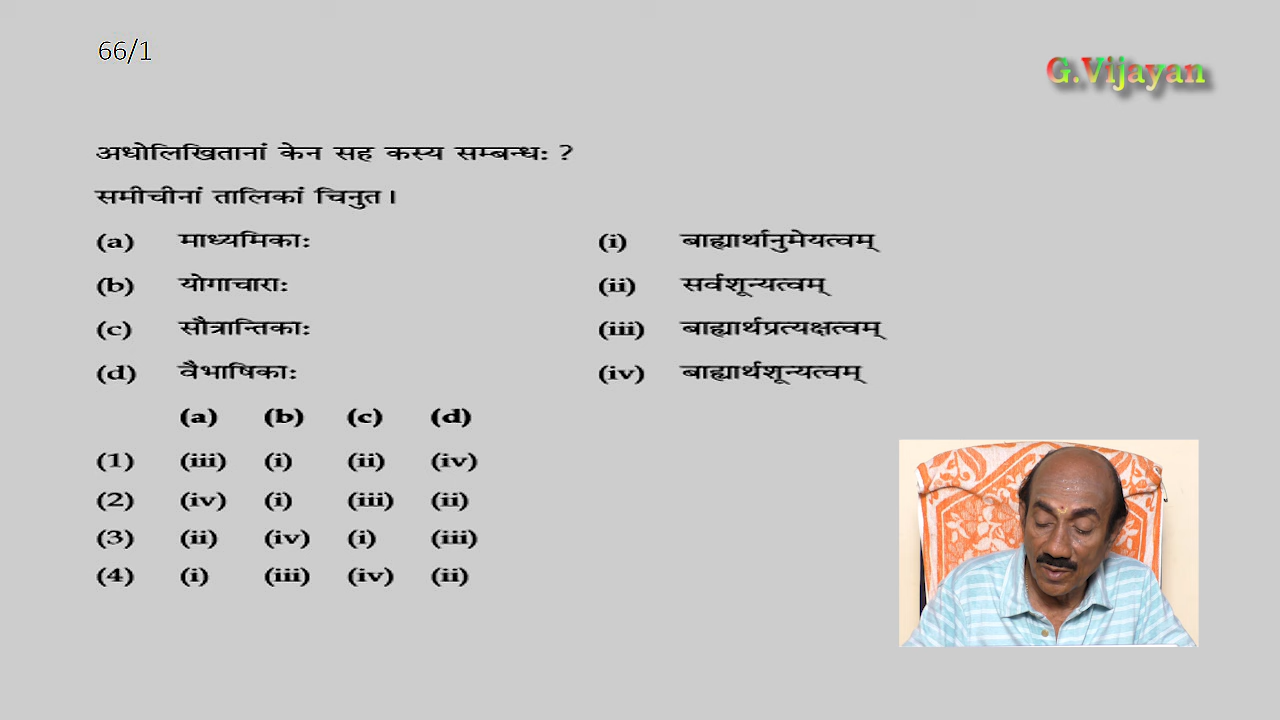 66/1
G.Vijayan
अधोलिखितानां केन सह कस्य सम्बन्धः ?
समीचीनां तालिकां चिनुत ।
(a) माध्यमिकाः (i) बाह्यार्थानुमेयत्वम्
(b) योगाचाराः (ii) सर्वशून्यत्वम्
(c) सौत्रान्तिकाः (iii) बाह्यार्थप्रत्यक्षत्वम्
(d) वैभाषिकाः (iv) बाह्यार्थशून्यत्वम्
(a) (b) (c) (d)
(1) (iii) (i) (ii) (iv)
(2) (iv) (i) (iii) (ii)
(3) (ii) (iv) (i) (iii)
(4) (i) (iii) (iv) (ii)